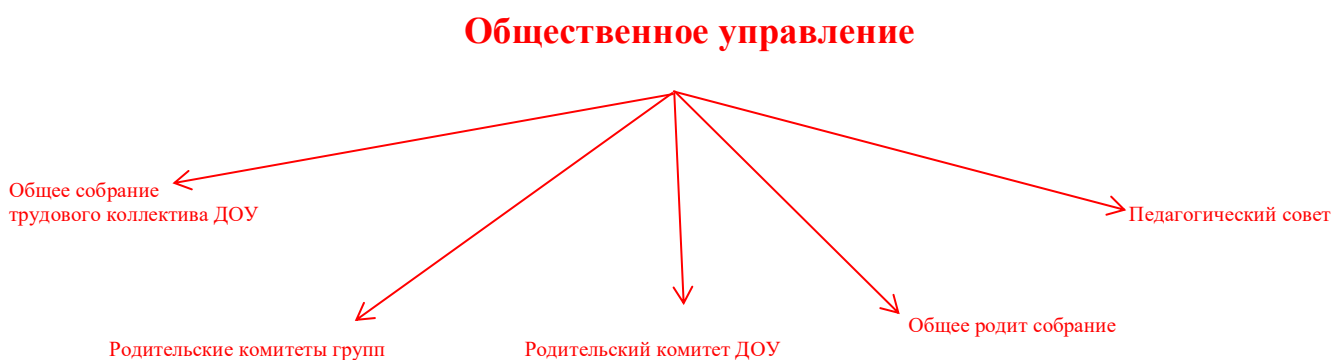 Общественное управление
Общее собрание
трудового коллектива ДОУ
Педагогический совет
Общее родит собрание
Родительские комитеты групп
Родительский комитет ДОУ